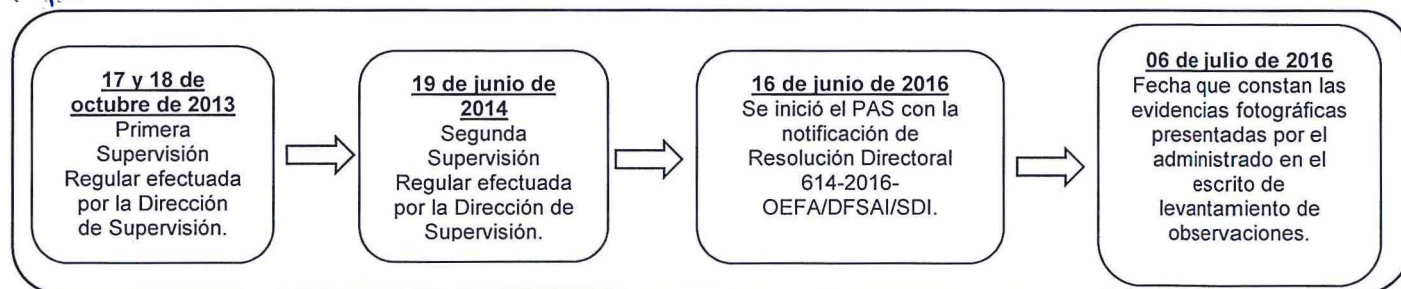 17 y 18 de
octubre de 2013
Primera
Supervisión
Regular efectuada
por la Dirección
de Supervisión.
19 de junio de
2014
Segunda
Supervisión
Regular efectuada
por la Dirección de
Supervisión.
16 de junio de 2016
Se inició el PAS con la
notificación de
Resolución Directoral
614-2016-
OEFA/DFSAI/SDI.
06 de julio de 2016
Fecha que constan las
evidencias fotográficas
presentadas por el
administrado en el
escrito de
levantamiento de
observaciones.